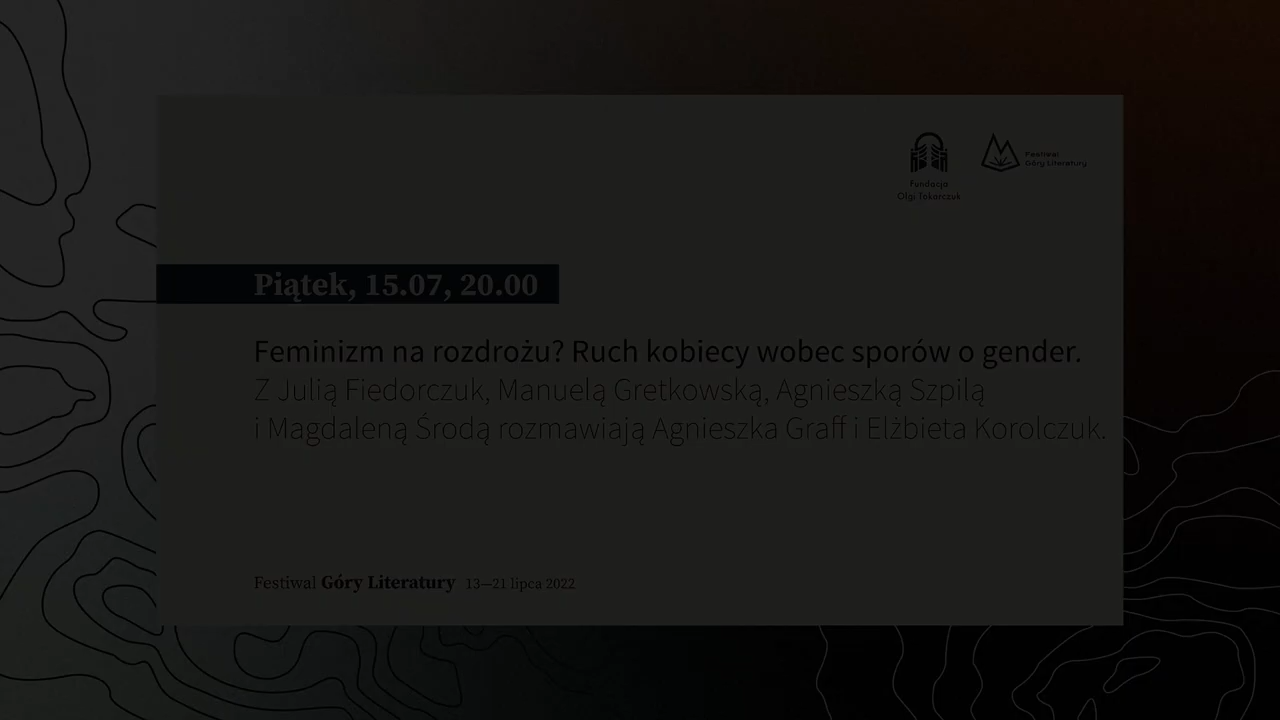 Fundacja
Olgi Tokarczuk
Festiwal
Góry Literatury
Piątek, 15.07, 20.00
Feminizm na rozdrożu? Ruch kobiecy wobec sporów o gender.
Z Julią Fiedorczuk, Manuelą Gretkowską, Agnieszką Szpilą
i Magdaleną Środą rozmawiają Agnieszka Graff i Elżbieta Korolczuk.
Festiwal Góry Literatury 13—21 lipca 2022